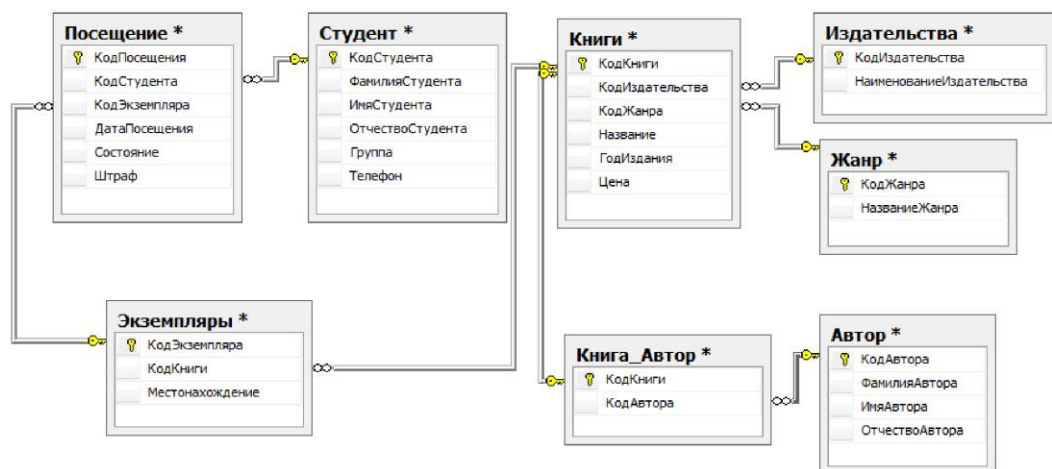 Посещение *
КодПосещения
КодСтудента
КодЭкземпляра
ДатаПосещения
Состояние
Штраф
Студент *
КодСтудента
ФамилияСтудента
ИмяСтудента
ОтчествоСтудента
Группа
Телефон
Книги *
КодКниги
КодИздательства
КодЖанра
Название
ГодИздания
Цена
Издательства *
КодИздательства
НаименованиеИздательства
Жанр *
КодЖанра
НазваниеЖанра
Экземпляры *
КодЭкземпляра
КодКниги
Местонахождение
Книга_Автор *
КодКниги
КодАвтора
Автор *
КодАвтора
ФамилияАвтора
ИмяАвтора
ОтчествоАвтора